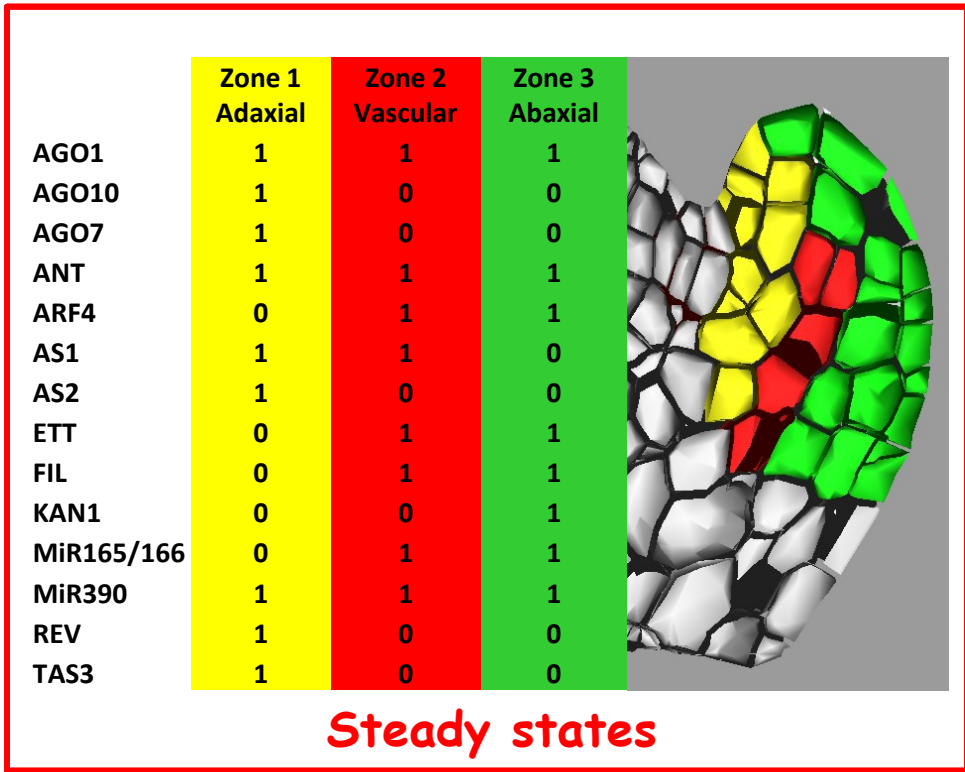 Zone 1 Zone 2 Zone 3
Adaxial Vascular Abaxial
AGO1 1 1 1
AGO10 1 0 0
AGO7 1 0 0
ANT 1 1 1
ARF4 0 1 1
AS1 1 1 0
AS2 1 0 0
ETT 0 1 1
FIL 0 1 1
KAN1 0 0 1
MiR165/166 0 1 1
MiR390 1 1 1
REV 1 0 0
TAS3 1 0 0
Steady states